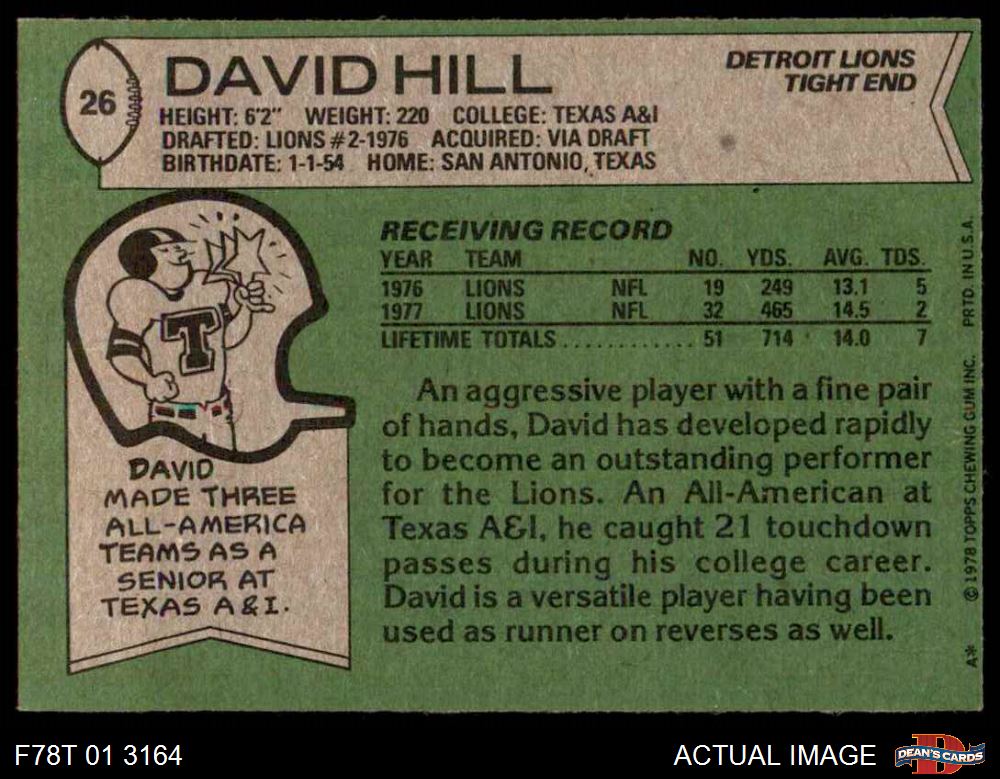 26
DAVID HILL
DETROIT LIONS
TIGHT END
HEIGHT: 6'2" WEIGHT: 220 COLLEGE: TEXAS A&I
DRAFTED: LIONS #2-1976 ACQUIRED: VIA DRAFT
BIRTHDATE: 1-1-54 HOME: SAN ANTONIO, TEXAS
T
DAVID
MADE THREE
ALL-AMERICA
TEAMS AS A
SENIOR AT
TEXAS A&I.
RECEIVING RECORD
YEAR TEAM NO. YDS. AVG. TDS.
1976 LIONS NFL 19 249 13.1 5
1977 LIONS NFL 32 465 14.5 2
LIFETIME TOTALS............ 51 714 14.0 7
An aggressive player with a fine pair
of hands, David has developed rapidly
to become an outstanding performer
for the Lions. An All-American at
Texas A&I, he caught 21 touchdown
passes during his college career.
David is a versatile player having been
used as runner on reverses as well.
A* © 1978 TOPPS CHEWING GUM INC. PRTD. IN U.S.A.
F78T 01 3164
ACTUAL IMAGE
D
DEAN'S CARDS